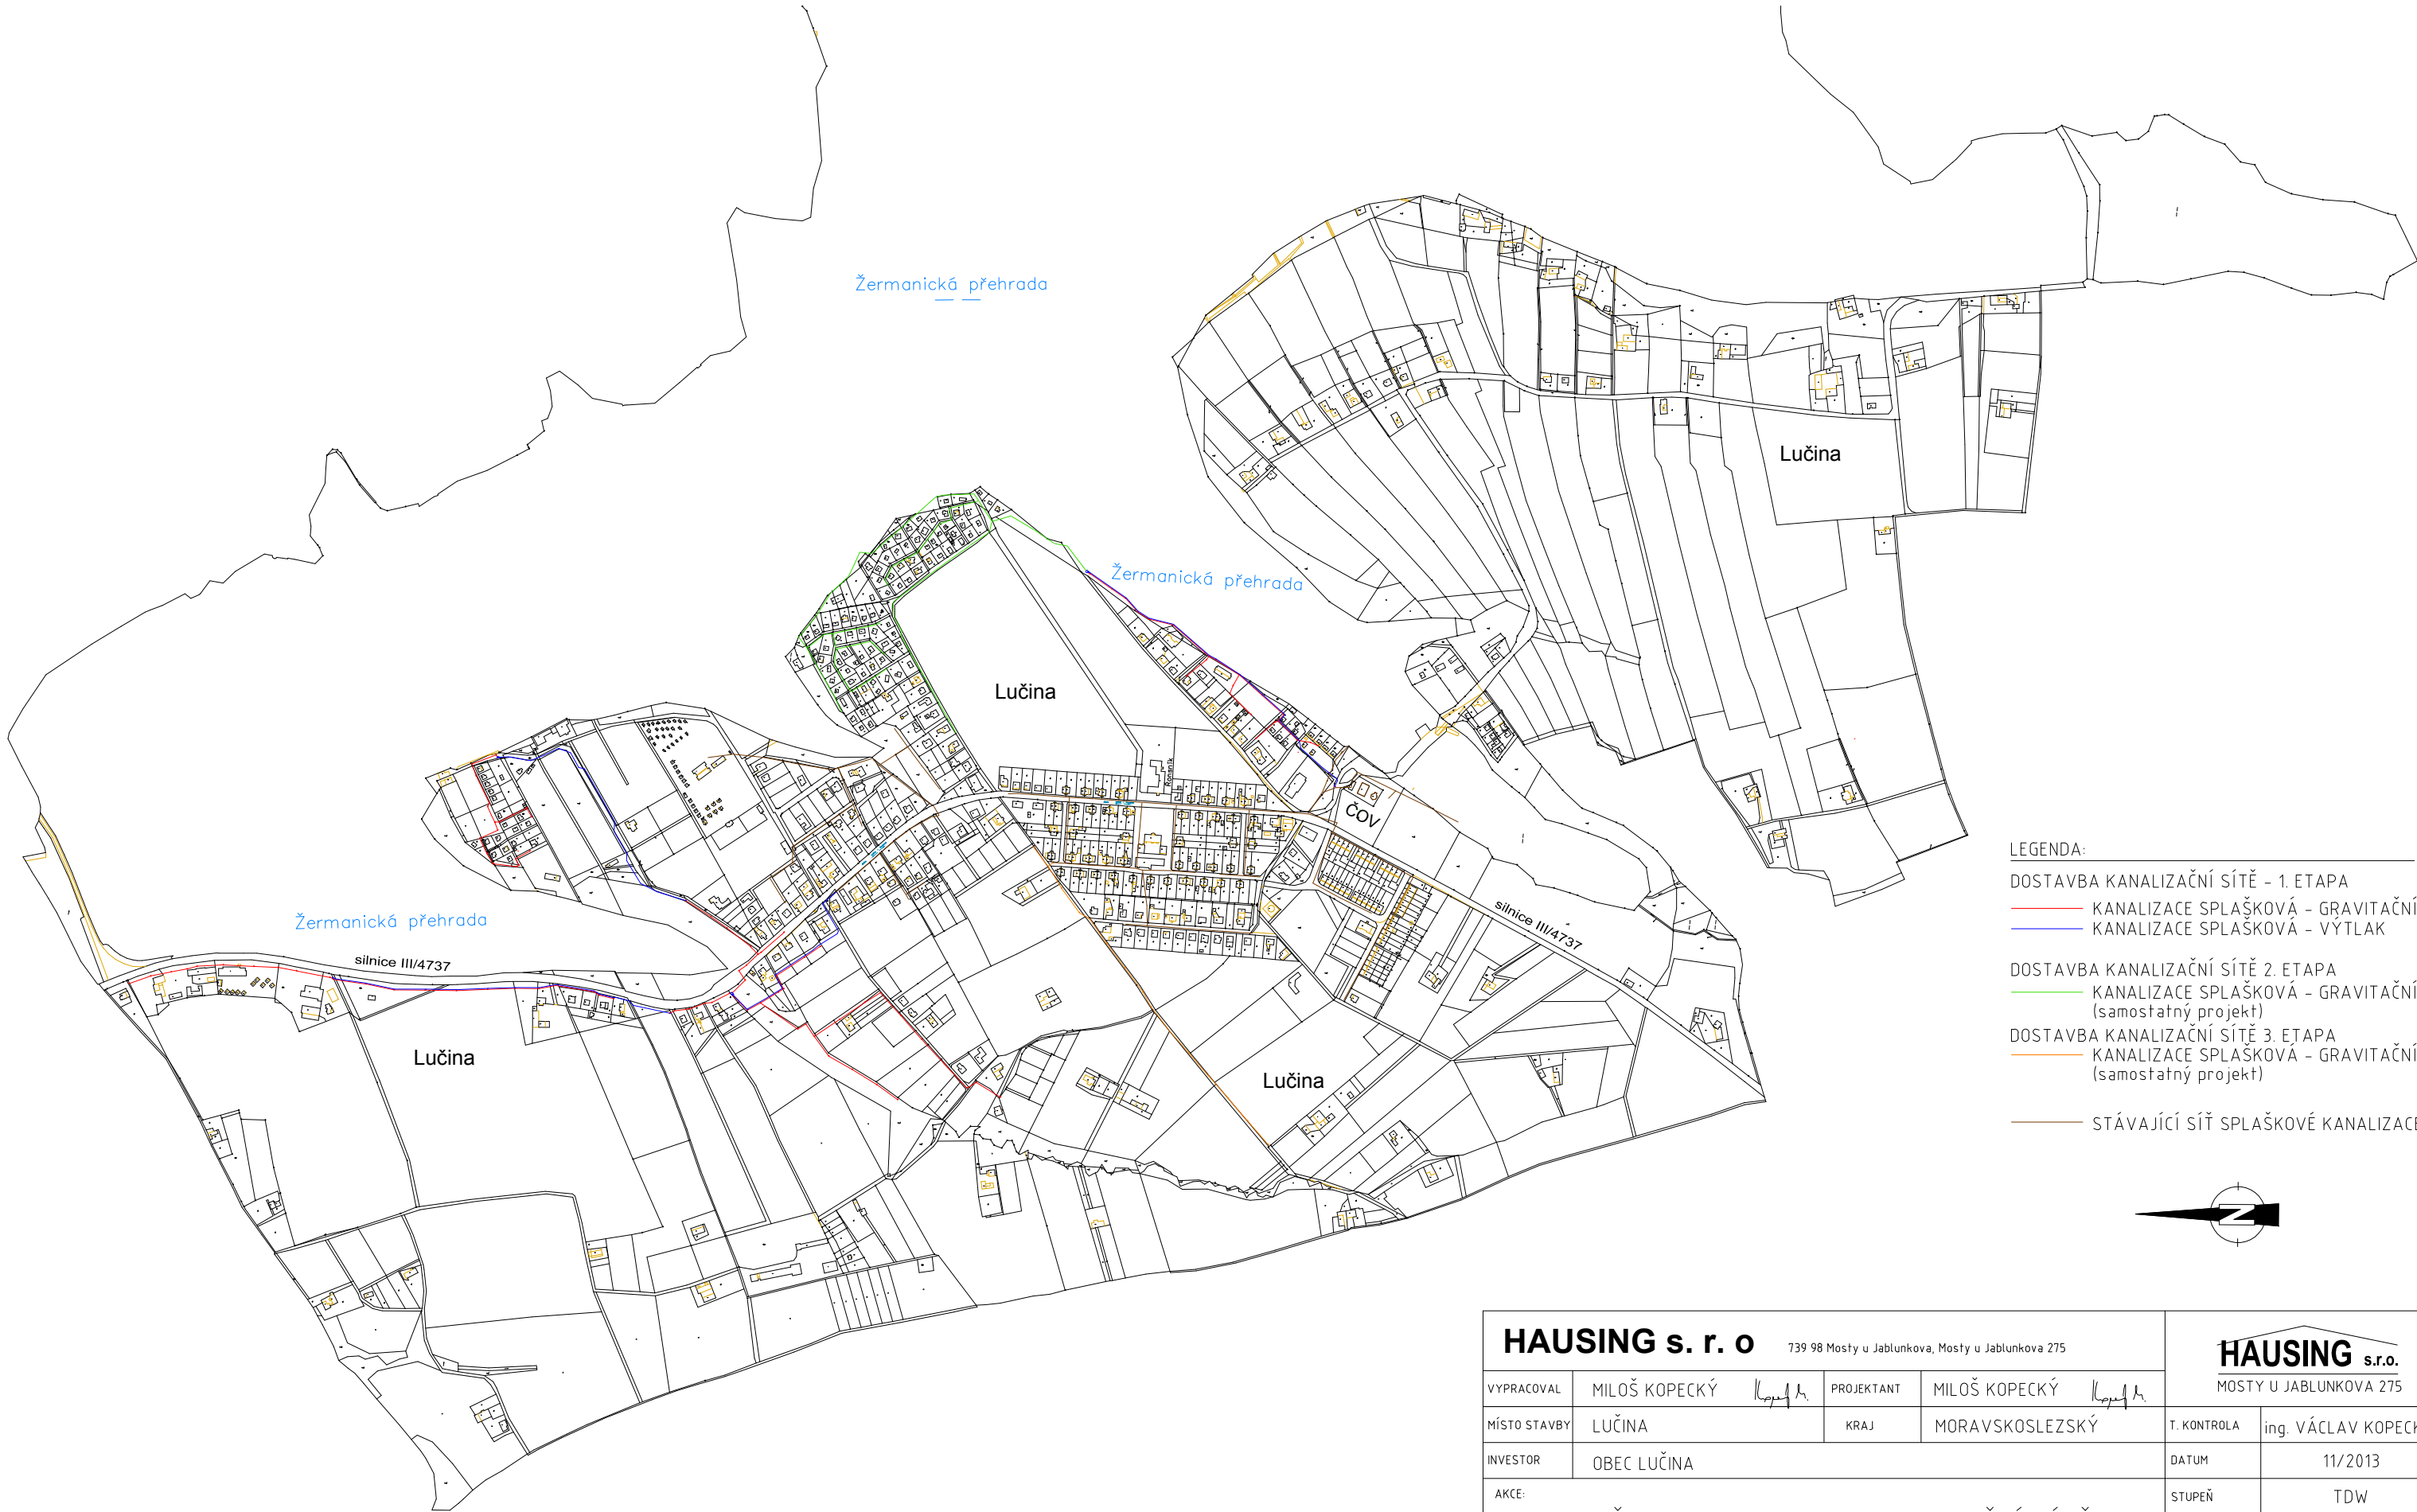 Žermanická přehrada
Lučina
Žermanická přehrada
Lučina
ČOV
silnice III/4737
Žermanická přehrada
silnice III/4737
Lučina
Lučina
LEGENDA:
DOSTAVBA KANALIZAČNÍ SÍTĚ - 1. ETAPA
KANALIZACE SPLAŠKOVÁ - GRAVITAČNÍ
KANALIZACE SPLAŠKOVÁ - VÝTLAK
DOSTAVBA KANALIZAČNÍ SÍTĚ 2. ETAPA
KANALIZACE SPLAŠKOVÁ - GRAVITAČNÍ
(samostatný projekt)
DOSTAVBA KANALIZAČNÍ SÍTĚ 3. ETAPA
KANALIZACE SPLAŠKOVÁ - GRAVITAČNÍ
(samostatný projekt)
STÁVAJÍCÍ SÍŤ SPLAŠKOVÉ KANALIZACE
Z
HAUSING s. r. o 739 98 Mosty u Jablunkova, Mosty u Jablunkova 275
HAUSING s.r.o.
MOSTY U JABLUNKOVA 275
VYPRACOVAL MILOŠ KOPECKÝ PROJEKTANT MILOŠ KOPECKÝ
MÍSTO STAVBY LUČINA KRAJ MORAVSKOSLEZSKÝ T. KONTROLA ing. VÁCLAV
INVESTOR OBEC LUČINA DATUM 11/2013
AKCE: STUPEŇ TDW